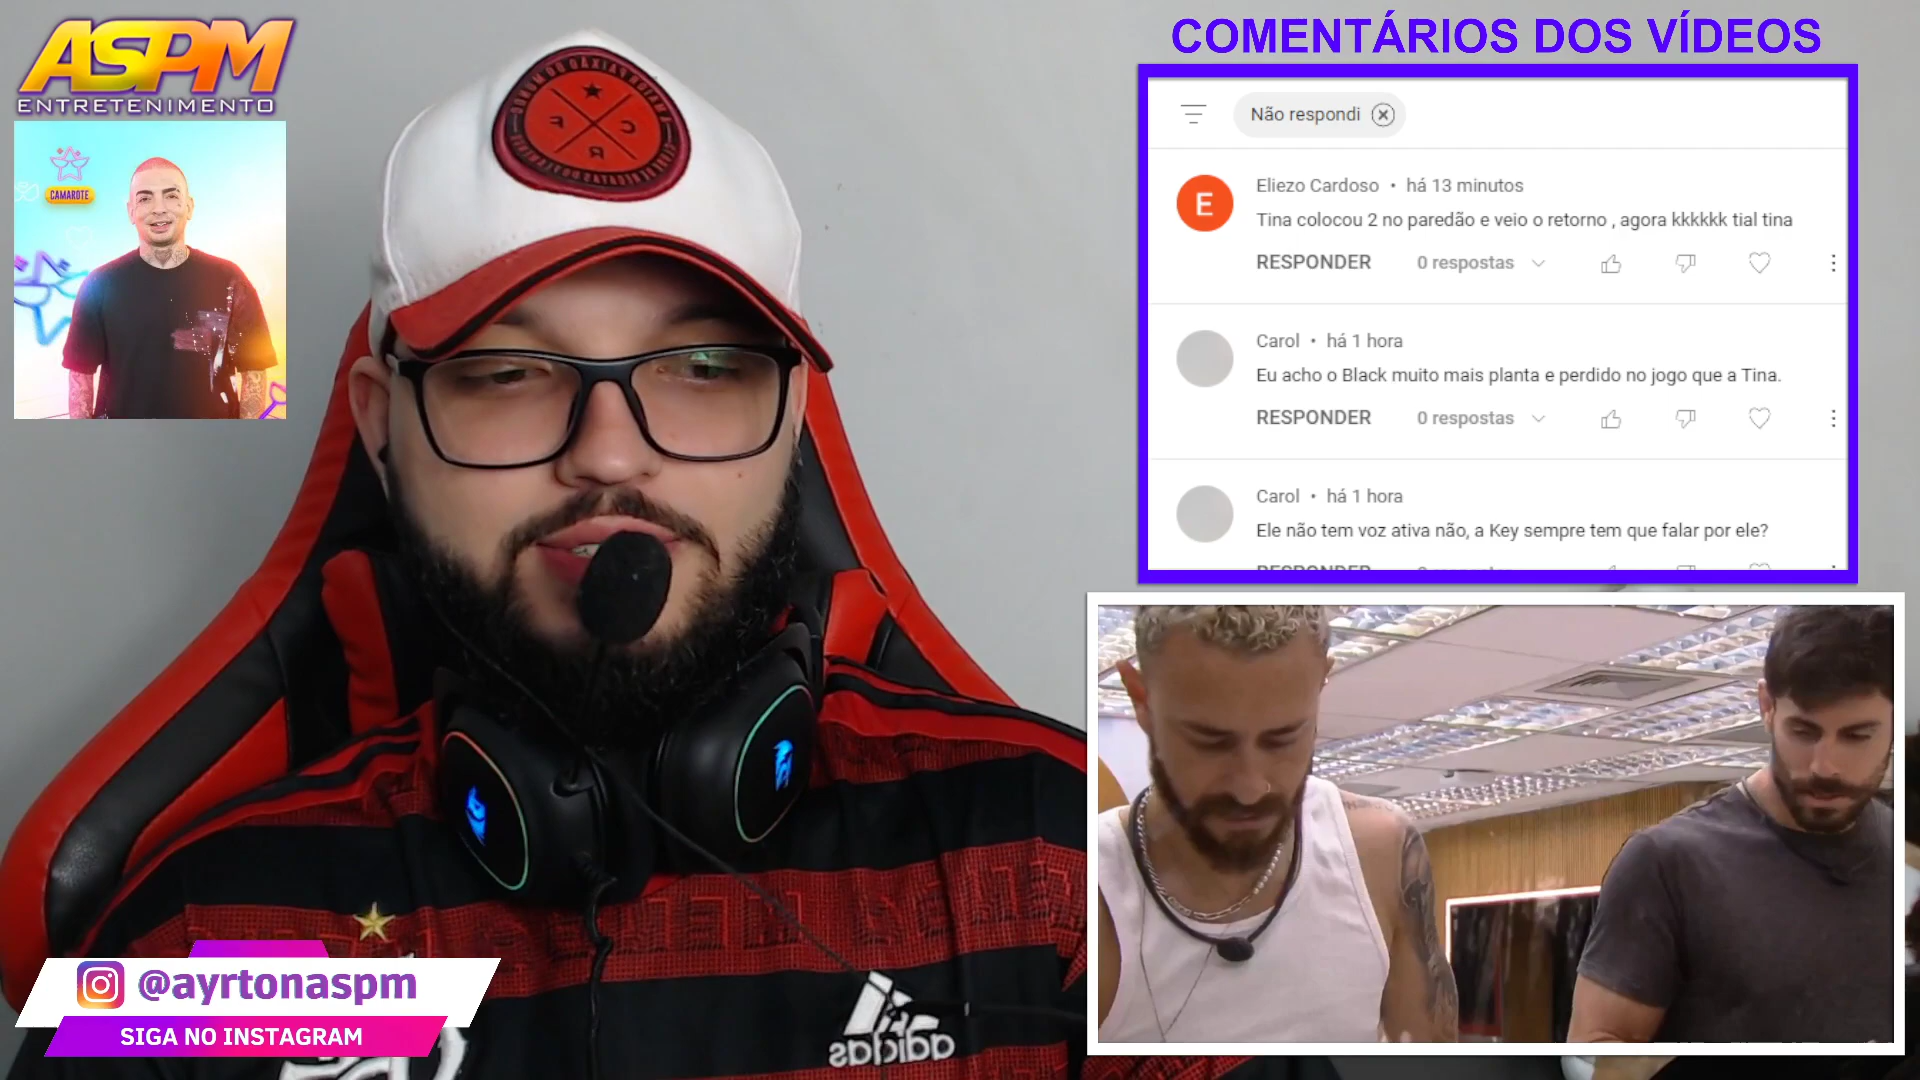 ASPM
ENTRETENIMENTO
CAMAROTE
COMENTÁRIOS DOS VÍDEOS
Não respondi
E
Eliezo Cardoso • há 13 minutos
Tina colocou 2 no paredão e veio o retorno , agora kkkkkk tial tina
RESPONDER 0 respostas
Carol • há 1 hora
Eu acho o Black muito mais planta e perdido no jogo que a Tina.
RESPONDER 0 respostas
Carol • há 1 hora
Ele não tem voz ativa não, a Key sempre tem que falar por ele?
RESPONDER 0 respostas
C
R
F
adidas
@ayrtonaspm
SIGA NO INSTAGRAM